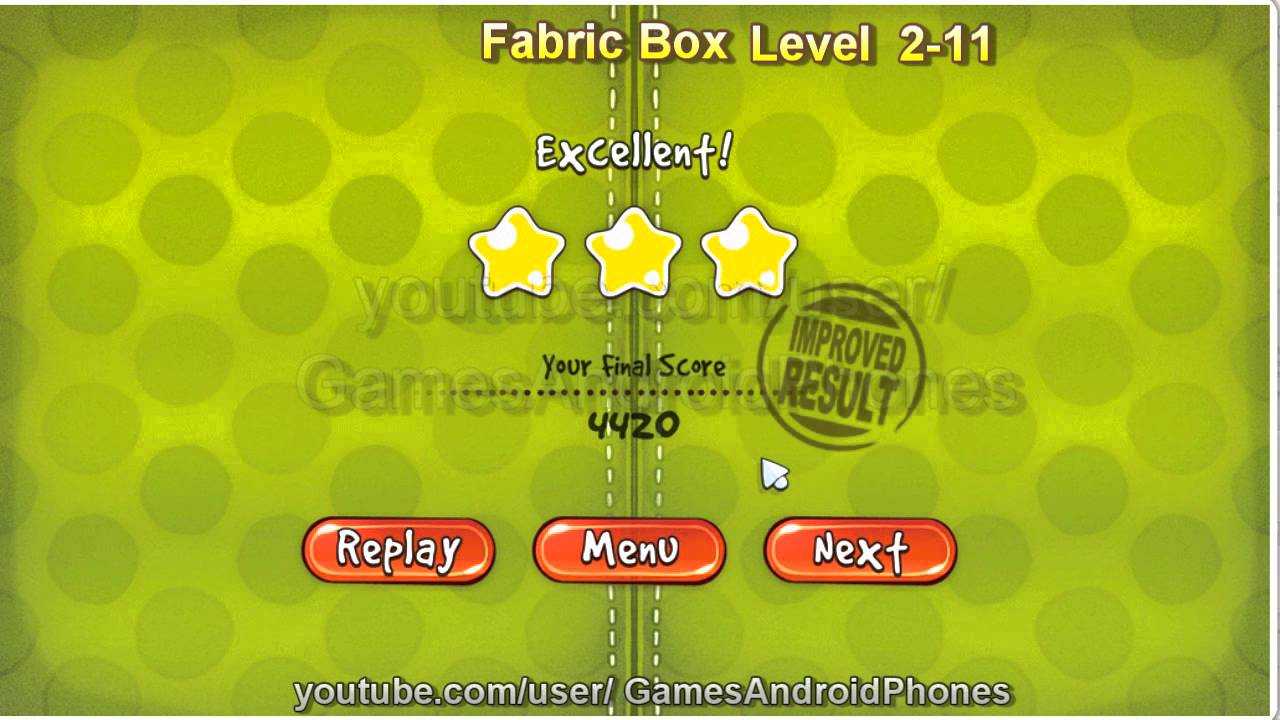 Fabric Box Level 2-11
Excellent!
youtube.com/user/
IMPROVED
RESULT
Your Final Score
GamesAndroidPhones
4420
Replay Menu Next
youtube.com/user/ GamesAndroidPhones